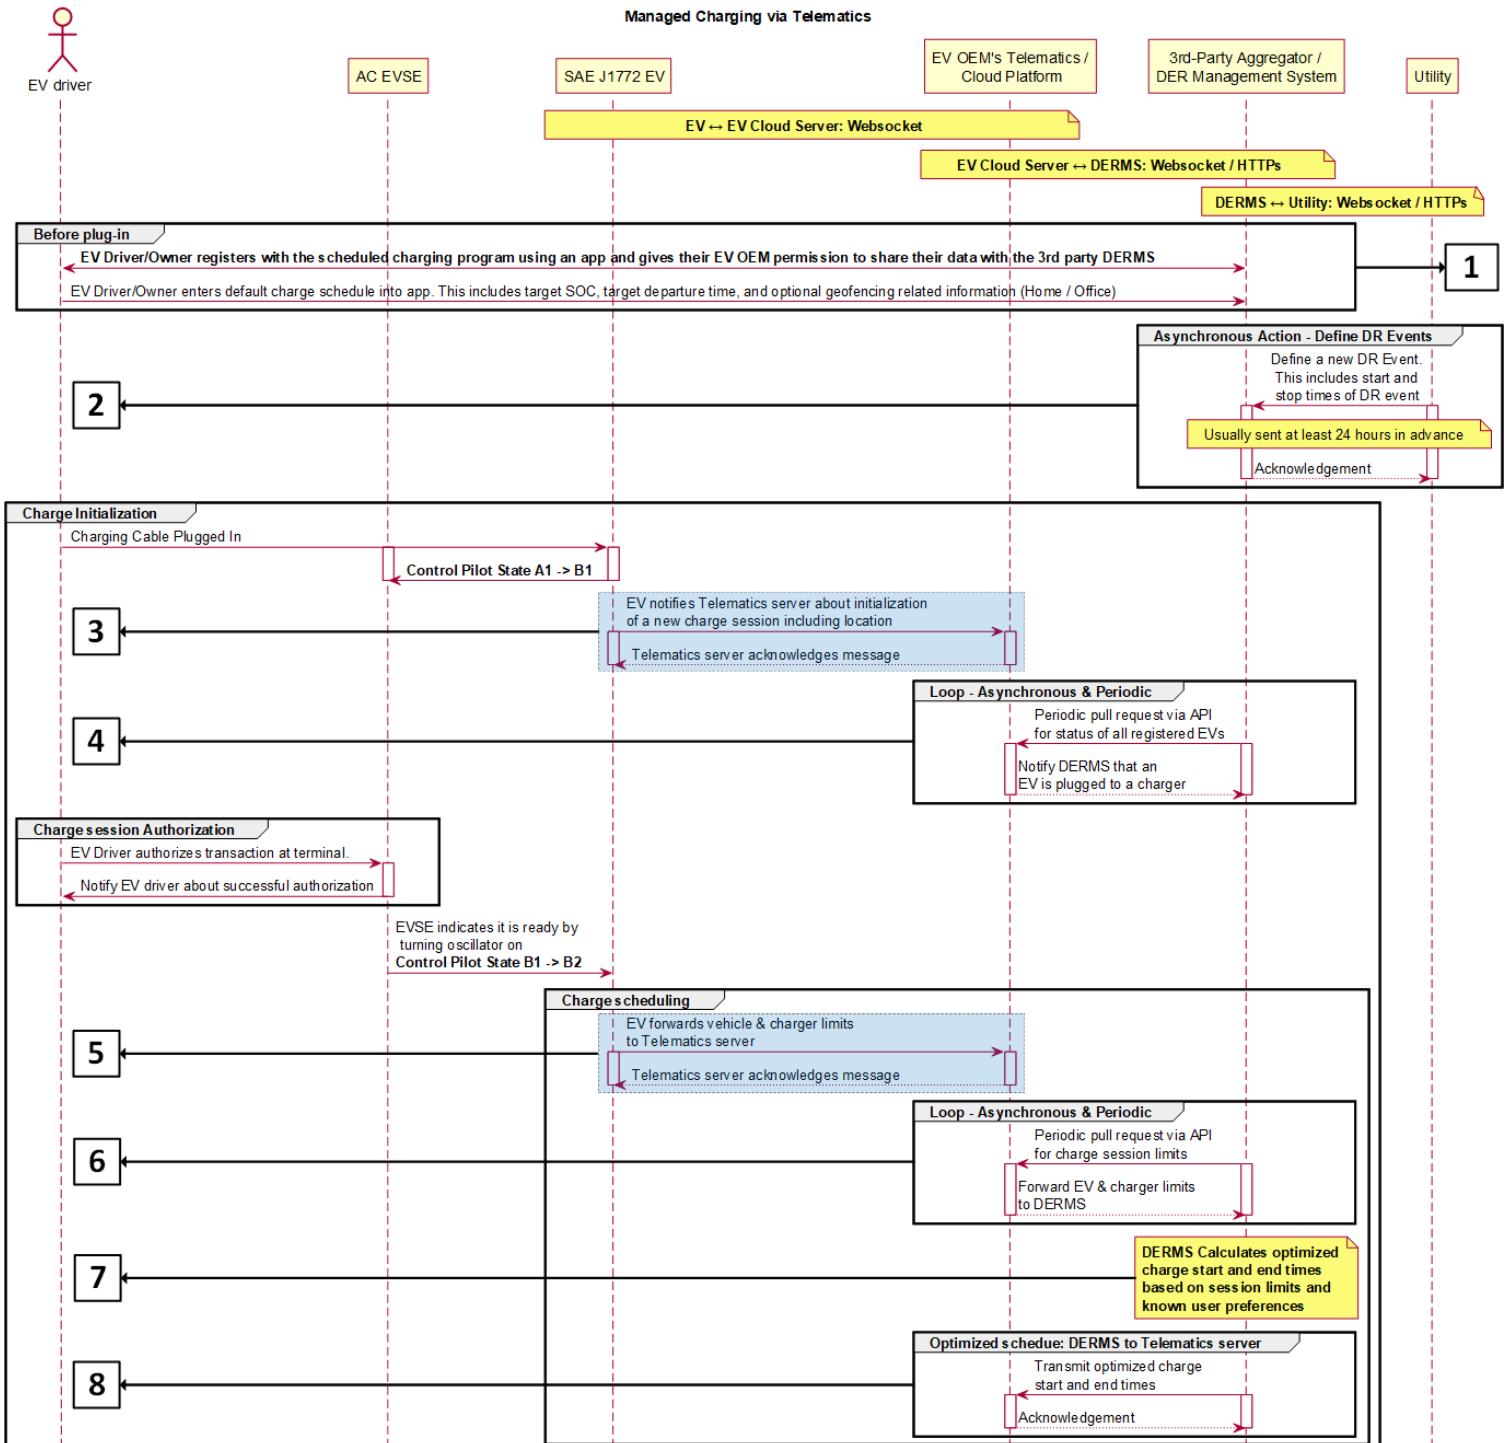 Managed Charging via Telematics
EV driver
AC EVSE
SAE J1772 EV
EV OEM's Telematics /
Cloud Platform
3rd-Party Aggregator /
DER Management System
Utility
EV ↔ EV Cloud Server: Websocket
EV Cloud Server ↔ DERMS: Websocket / HTTPs
DERMS ↔ Utility: Websocket / HTTPs
Before plug-in
EV Driver/Owner registers with the scheduled charging program using an app and gives their EV OEM permission to share their data with the 3rd party DERMS
1
EV Driver/Owner enters default charge schedule into app. This includes target SOC, target departure time, and optional geofencing related information (Home / Office)
Asynchronous Action - Define DR Events
Define a new DR Event.
This includes start and
stop times of DR event
2
Usually sent at least 24 hours in advance
Acknowledgement
Charge Initialization
Charging Cable Plugged In
Control Pilot State A1 -> B1
EV notifies Telematics server about initialization
of a new charge session including location
3
Telematics server acknowledges message
Loop - Asynchronous & Periodic
Periodic pull request via API
for status of all registered EVs
4
Notify DERMS that an
EV is plugged to a charger
Charge session Authorization
EV Driver authorizes transaction at terminal.
Notify EV driver about successful authorization
EVSE indicates it is ready by
turning oscillator on
Control Pilot State B1 -> B2
Charge scheduling
EV forwards vehicle & charger limits
to Telematics server
5
Telematics server acknowledges message
Loop - Asynchronous & Periodic
Periodic pull request via API
for charge session limits
6
Forward EV & charger limits
to DERMS
7
DERMS Calculates optimized
charge start and end times
based on session limits and
known user preferences
Optimized schedue: DERMS to Telematics server
Transmit optimized charge
start and end times
8
Acknowledgement